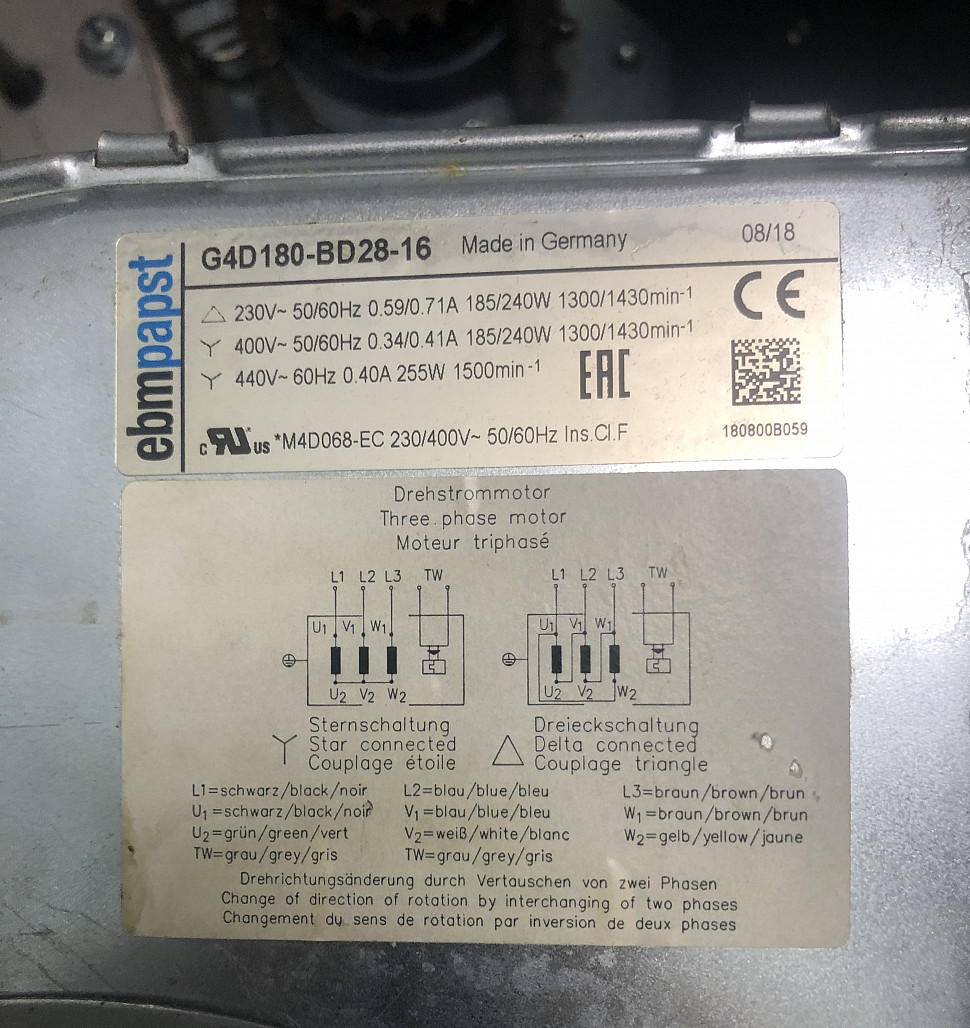 ebmpapst
G4D180-BD28-16 Made in Germany 08/18
△ 230V~ 50/60Hz 0.59/0.71A 185/240W 1300/1430min-1
Y 400V~ 50/60Hz 0.34/0.41A 185/240W 1300/1430min-1
Y 440V~ 60Hz 0.40A 255W 1500min-1
CE
EAC
c RU us *M4D068-EC 230/400V~ 50/60Hz Ins.Cl.F
180800B059
Drehstrommotor
Three phase motor
Moteur triphasé
L1 L2 L3 TW
U1 V1 W1
U2 V2 W2
Sternschaltung
Star connected
Couplage étoile
L1 L2 L3 TW
U1 V1 W1
U2 V2 W2
Dreieckschaltung
Delta connected
Couplage triangle
L1=schwarz/black/noir L2=blau/blue/bleu L3=braun/brown/brun
U1=schwarz/black/noir V1=blau/blue/bleu W1=braun/brown/brun
U2=grün/green/vert V2=weiß/white/blanc W2=gelb/yellow/jaune
TW=grau/grey/gris TW=grau/grey/gris
Drehrichtungsänderung durch Vertauschen von zwei Phasen
Change of direction of rotation by interchanging of two phases
Changement du sens de rotation par inversion de deux phases